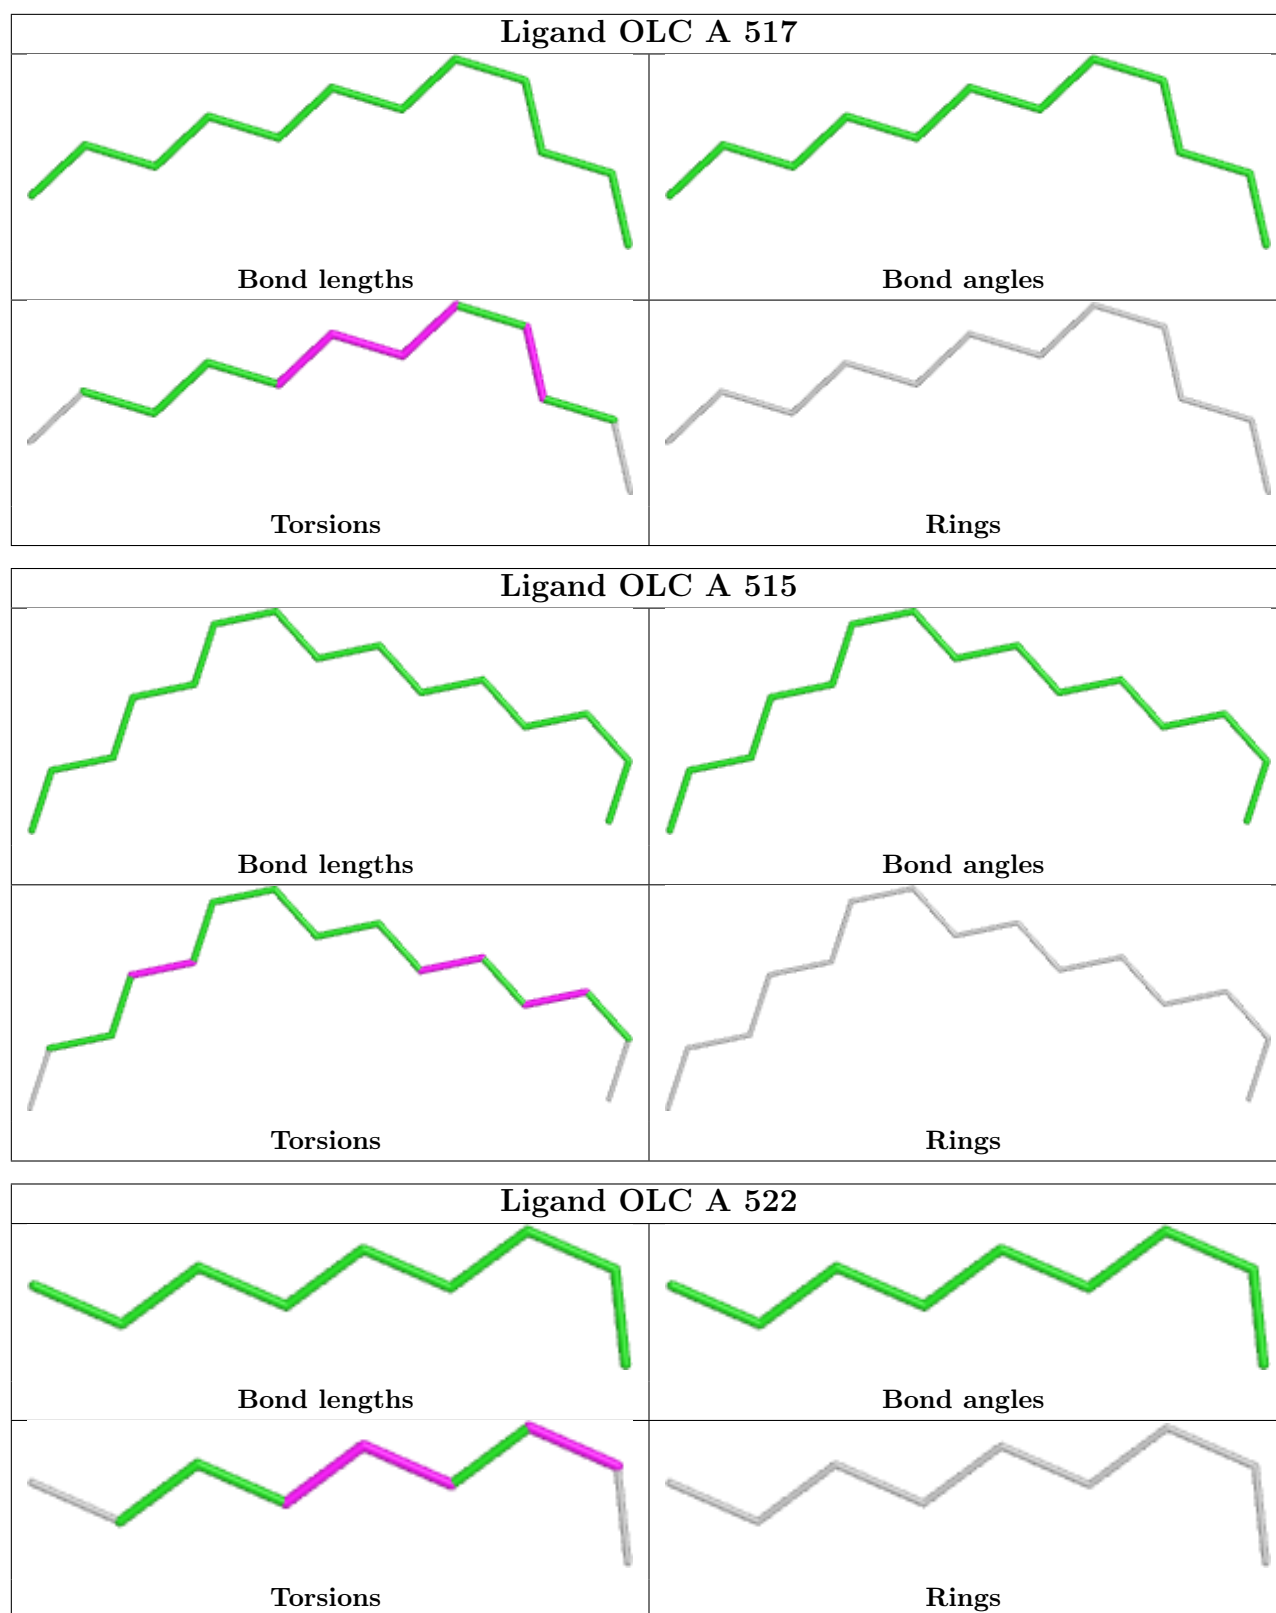 Ligand OLC A 517
Bond lengths
Bond angles
Torsions
Rings
Ligand OLC A 515
Bond lengths
Bond angles
Torsions
Rings
Ligand OLC A 522
Bond lengths
Bond angles
Torsions
Rings